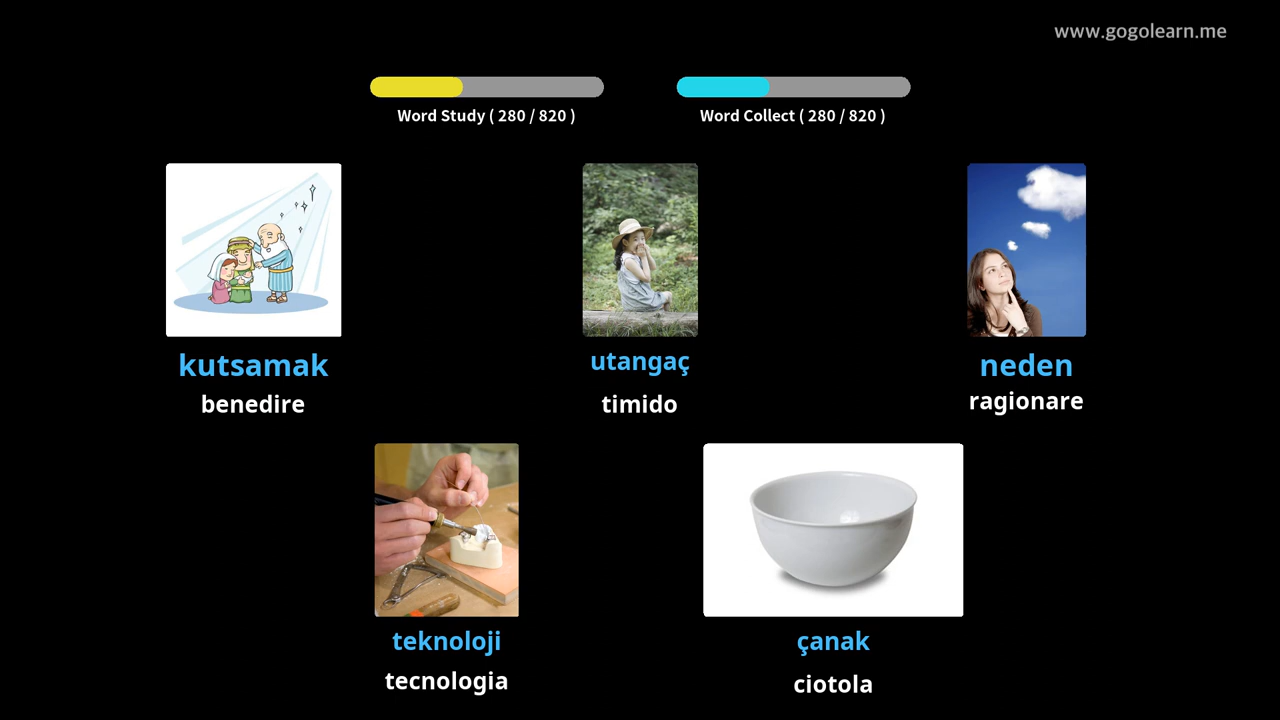 www.gogolearn.me
Word Study ( 280 / 820 )
Word Collect ( 280 / 820 )
kutsamak
benedire
utangaç
timido
neden
ragionare
teknoloji
tecnologia
çanak
ciotola